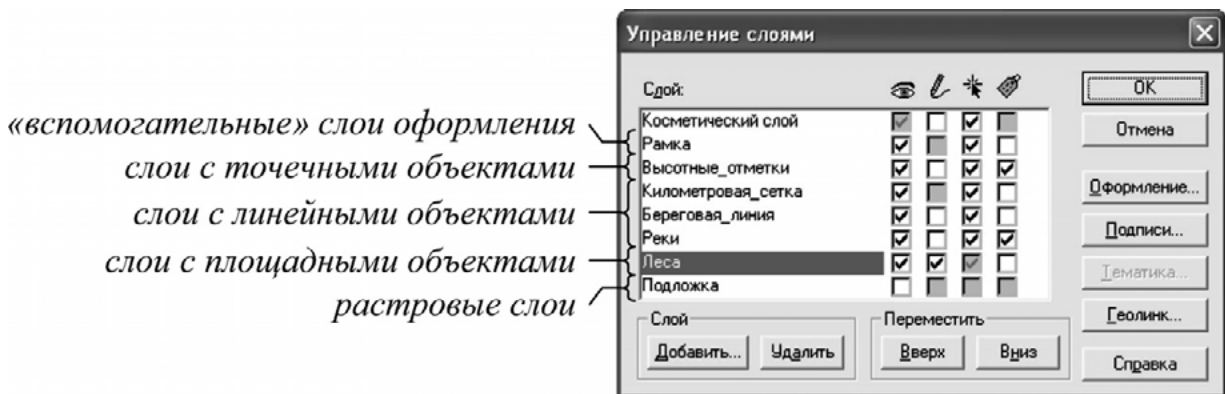 Управление слоями
Слой:
Косметический слой
Рамка
Высотные_отметки
Километровая_сетка
Береговая_линия
Реки
Леса
Подложка
OK
Отмена
Оформление...
Подписи...
Тематика...
Геолинк...
Справка
Слой
Добавить...
Удалить
Переместить
Вверх
Вниз
«вспомогательные» слои оформления
слои с точечными объектами
слои с линейными объектами
слои с площадными объектами
растровые слои